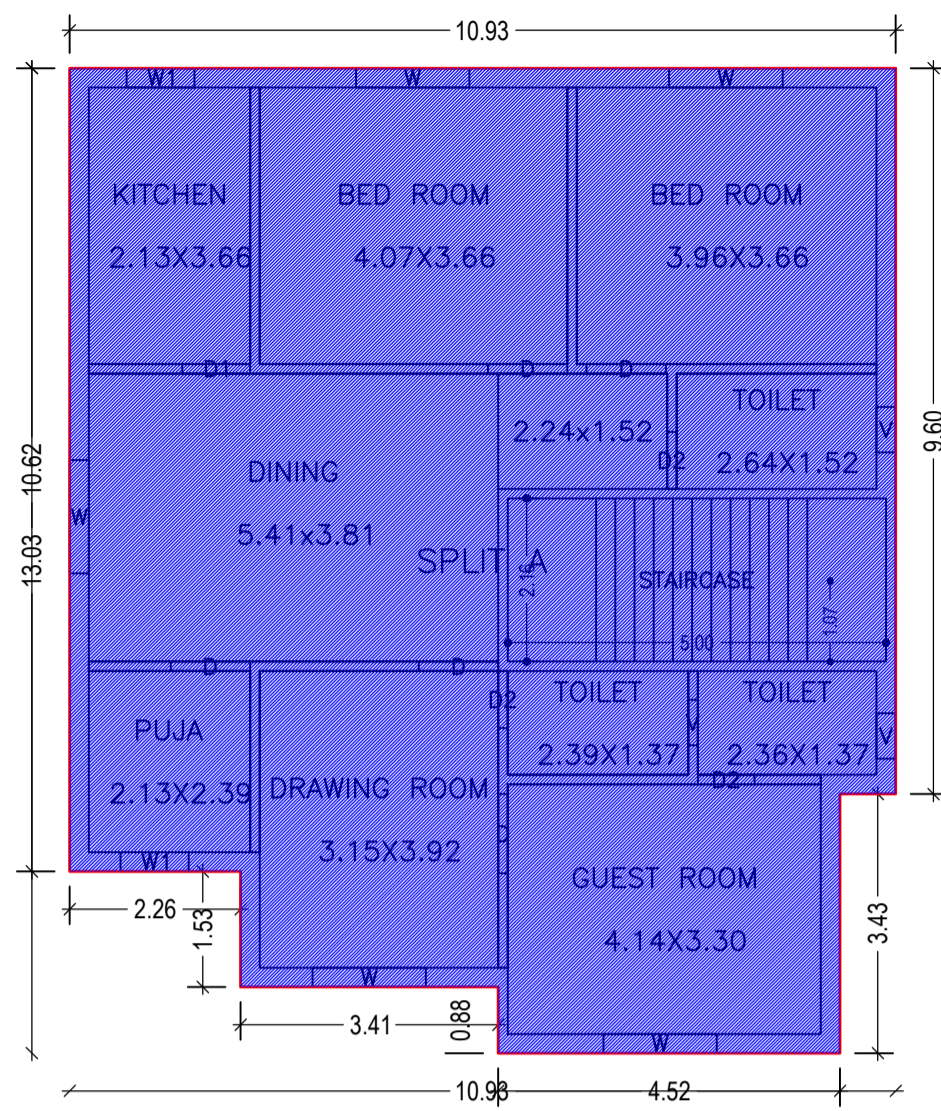 10.93
W1 W W
KITCHEN BED ROOM BED ROOM
2.13X3.66 4.07X3.66 3.96X3.66
D1 D D
TOILET
2.24x1.52 D2 2.64X1.52 V
9.60
10.62
DINING
5.41x3.81
W
SPLIT A
13.03
2.16 STAIRCASE 1.07
5.00
D D
D2 TOILET V TOILET V
2.39X1.37 2.36X1.37
D2
PUJA
2.13X2.39
DRAWING ROOM
3.15X3.92
D
W1
GUEST ROOM
4.14X3.30
2.26 1.53 3.43
W
3.41 0.88
W
10.93 4.52